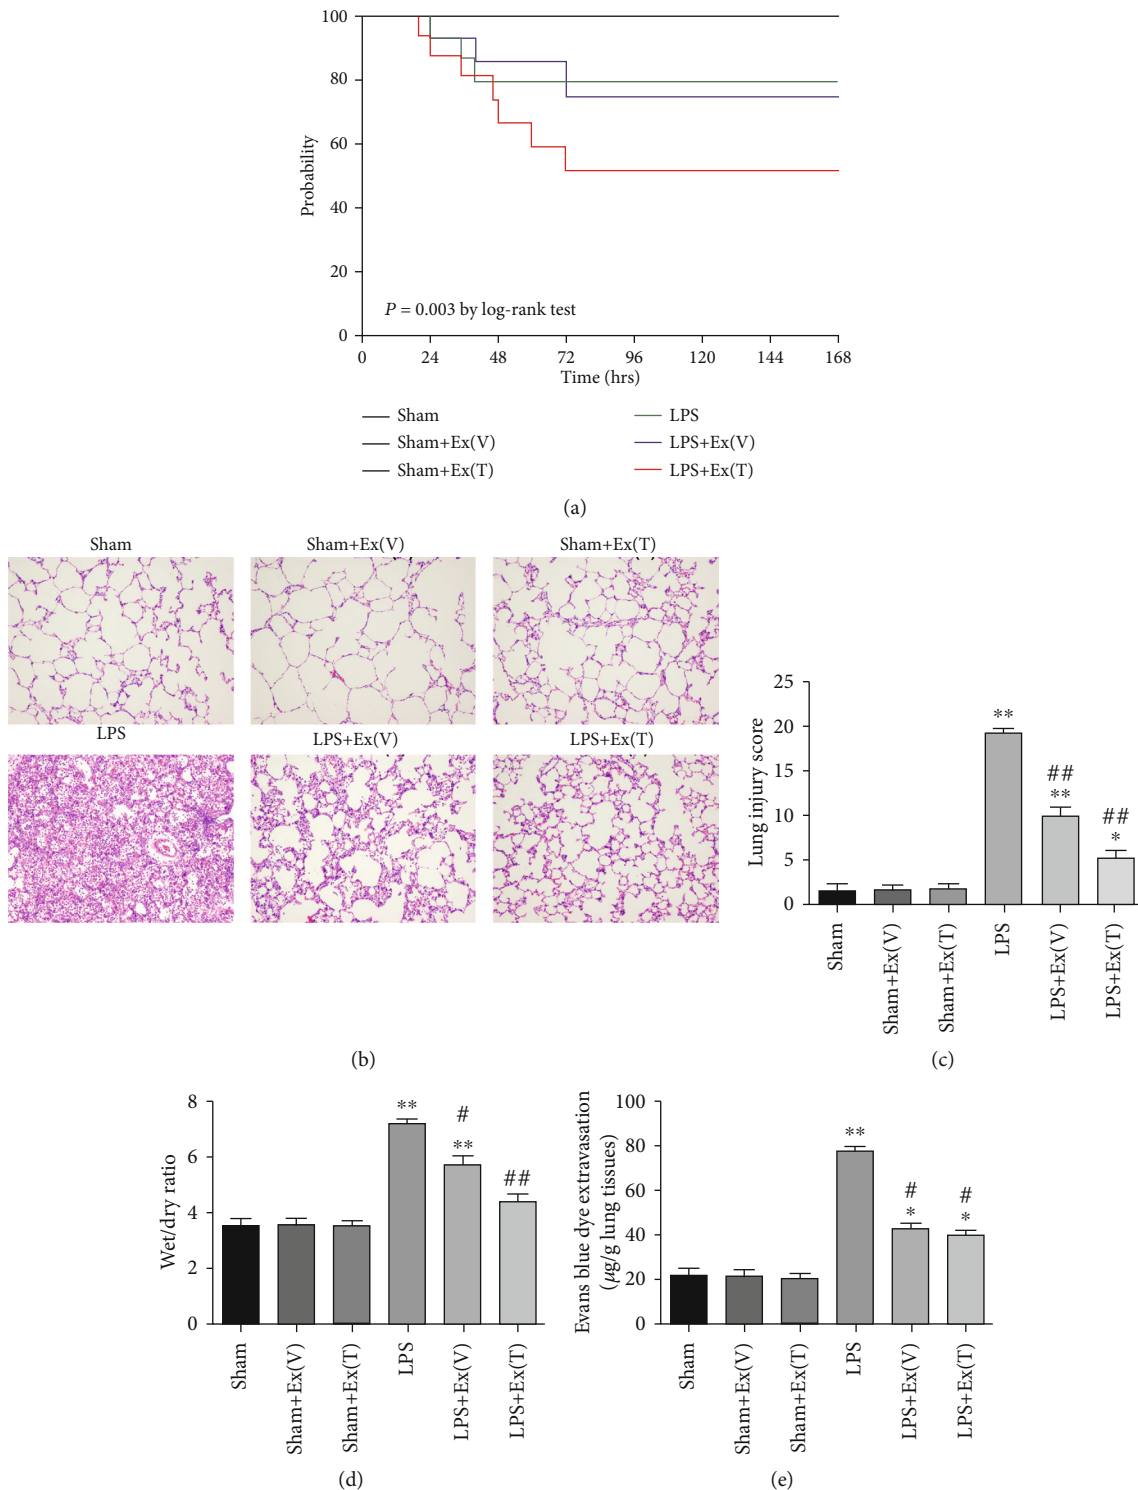 100
80
60
40
20
0
Probability
P = 0.003 by log-rank test
0 24 48 72 96 120 144 168
Time (hrs)
Sham
Sham+Ex(V)
Sham+Ex(T)
LPS
LPS+Ex(V)
LPS+Ex(T)
(a)
Sham Sham+Ex(V) Sham+Ex(T)
LPS LPS+Ex(V) LPS+Ex(T)
(b)
25
20
15
10
5
0
Lung injury score
**
##
**
##
*
Sham
Sham+Ex(V)
Sham+Ex(T)
LPS
LPS+Ex(V)
LPS+Ex(T)
(c)
8
6
4
2
0
Wet/dry ratio
**
#
**
##
Sham
Sham+Ex(V)
Sham+Ex(T)
LPS
LPS+Ex(V)
LPS+Ex(T)
(d)
100
80
60
40
20
0
Evans blue dye extravasation
(μg/g lung tissues)
**
#
*
#
*
Sham
Sham+Ex(V)
Sham+Ex(T)
LPS
LPS+Ex(V)
LPS+Ex(T)
(e)